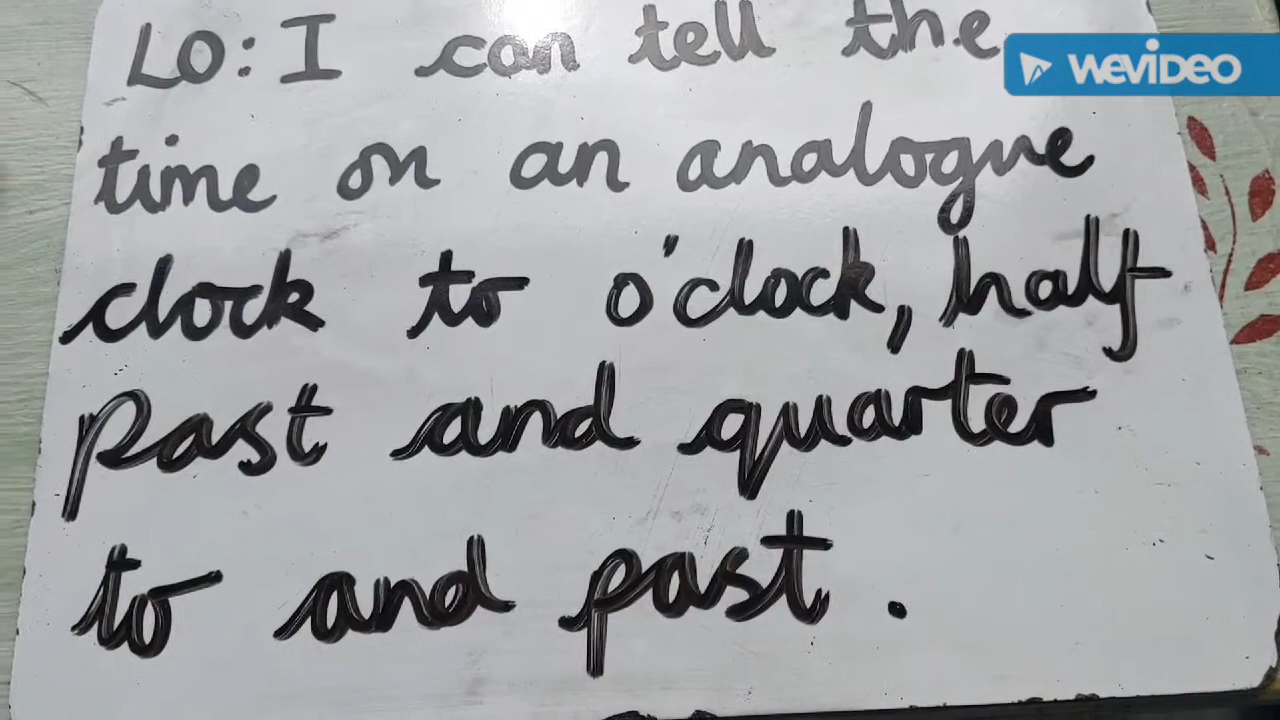 LO: I can tell the
WEVIDEO
time on an analogue
clock to o'clock, half
past and quarter
to and past.